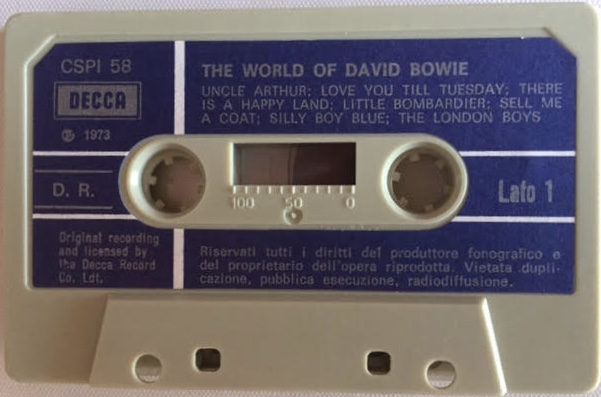 CSPI 58
DECCA
℗ 1973
THE WORLD OF DAVID BOWIE
UNCLE ARTHUR; LOVE YOU TILL TUESDAY; THERE
IS A HAPPY LAND; LITTLE BOMBARDIER; SELL ME
A COAT; SILLY BOY BLUE; THE LONDON BOYS
D. R.
100 50 0
Lato 1
Original recording
and licensed by
the Decca Record
Co. Ldt.
Riservati tutti i diritti del produttore fonografico e
del proprietario dell'opera riprodotta. Vietata dupli-
cazione, pubblica esecuzione, radiodiffusione.